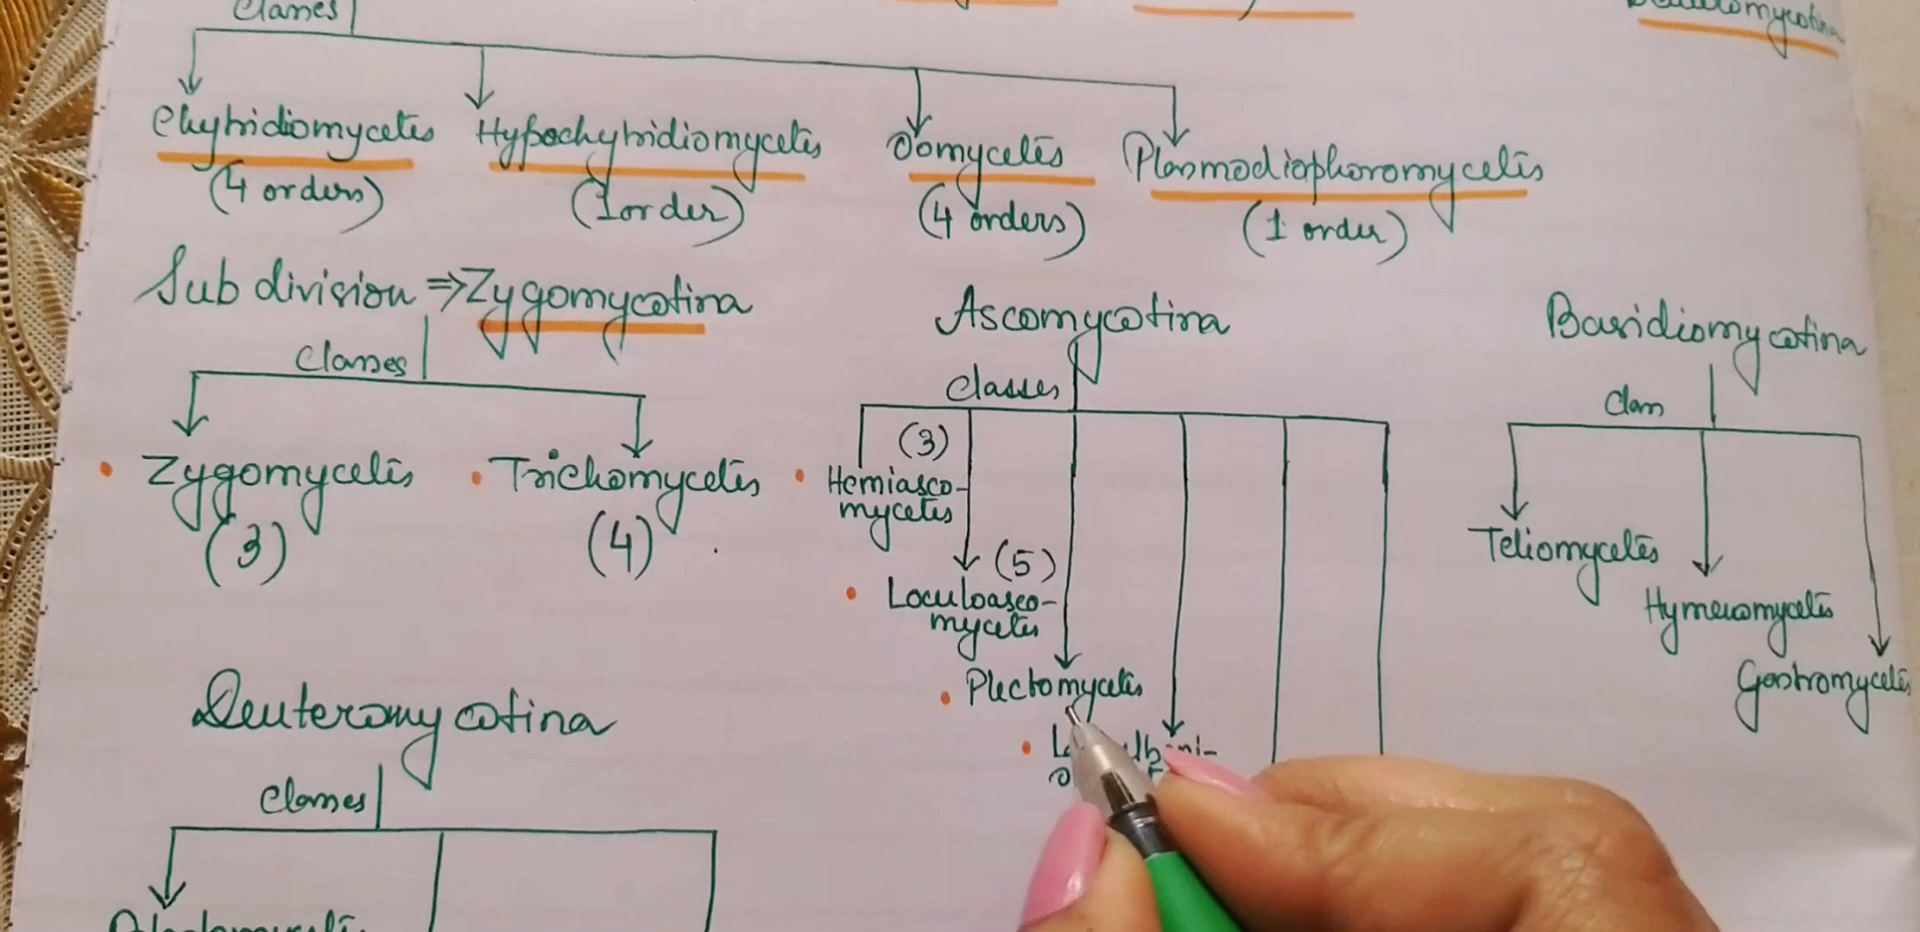 Classes
Chytridiomycetes Hyphochytridiomycetes Oomycetes Plasmodiophoromycetes
(4 orders) (1 order) (4 orders) (1 order)
Sub division ⇒ Zygomycotina
Classes
• Zygomycetes • Trichomycetes
(3) (4)
Ascomycotina
Classes
(3)
• Hemiasco-
mycetes
(5)
• Loculoasco-
mycetes
• Plectomycetes
Basidiomycotina
Class
Teliomycetes
Hymenomycetes
Gastromycetes
Deuteromycotina
Classes